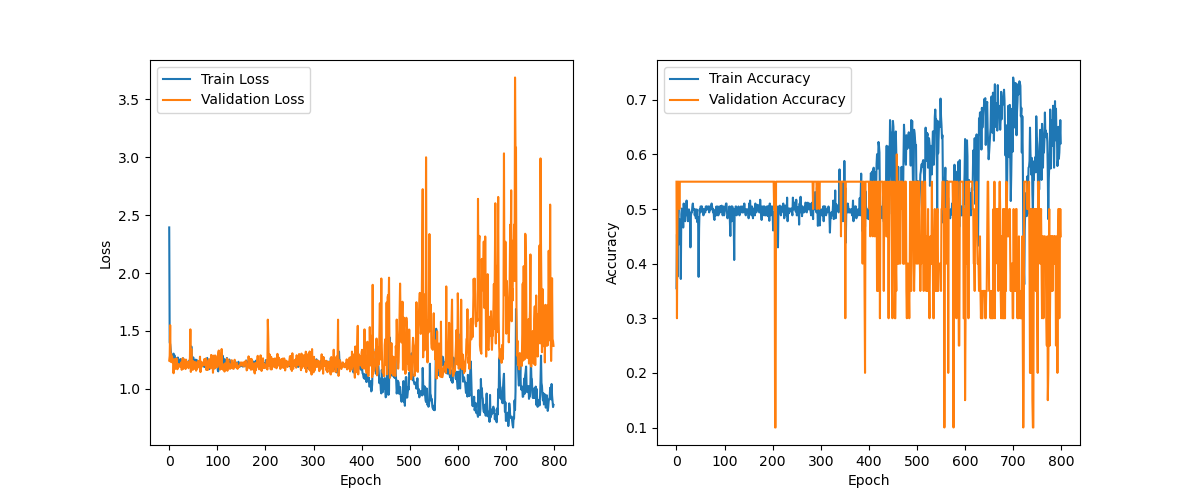 Train Loss
Validation Loss
3.5
3.0
2.5
2.0
1.5
1.0
Loss
0 100 200 300 400 500 600 700 800
Epoch
Train Accuracy
Validation Accuracy
0.7
0.6
0.5
0.4
0.3
0.2
0.1
Accuracy
0 100 200 300 400 500 600 700 800
Epoch